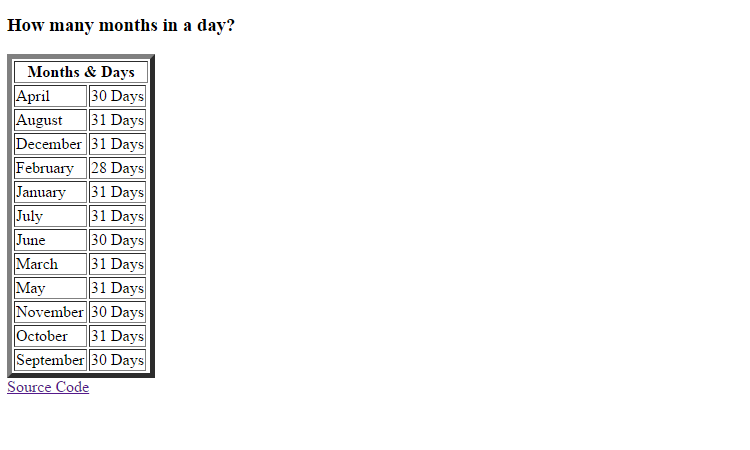 How many months in a day?
Months & Days
April 30 Days
August 31 Days
December 31 Days
February 28 Days
January 31 Days
July 31 Days
June 30 Days
March 31 Days
May 31 Days
November 30 Days
October 31 Days
September 30 Days
Source Code